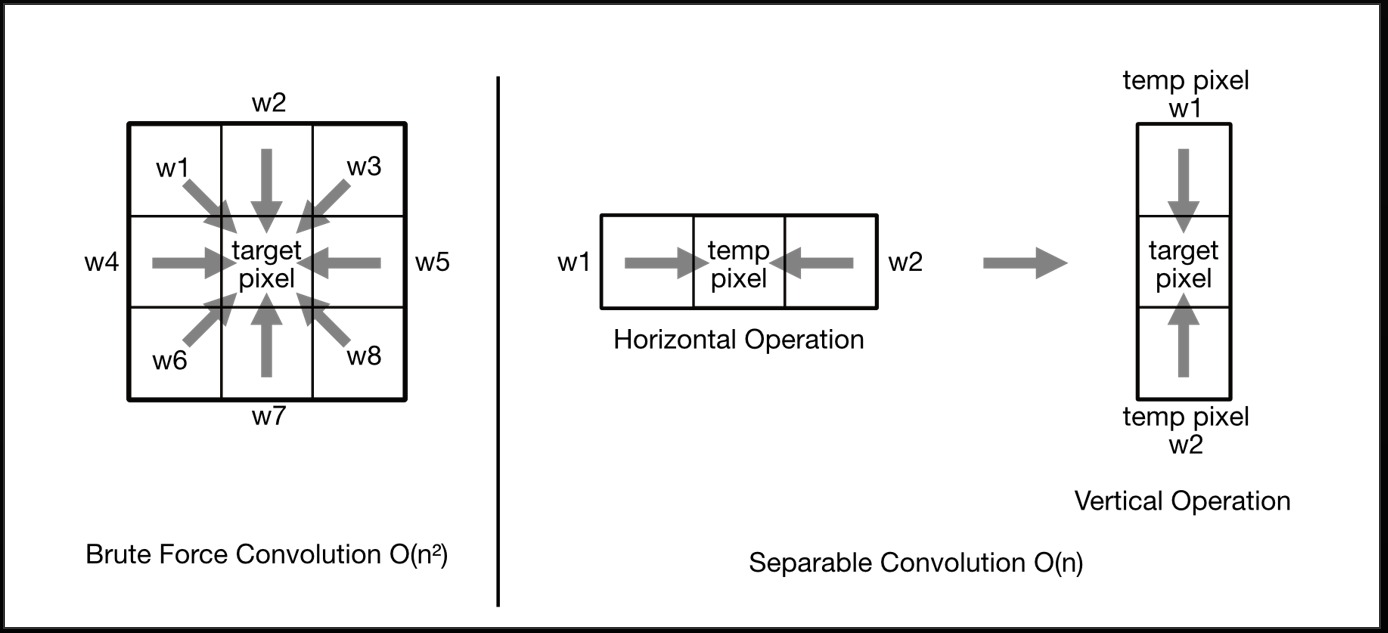 w2
w1
w3
w4
target
pixel
w5
w6
w8
w7
Brute Force Convolution O(n²)
w1
temp
pixel
w2
Horizontal Operation
temp pixel
w1
target
pixel
temp pixel
w2
Vertical Operation
Separable Convolution O(n)